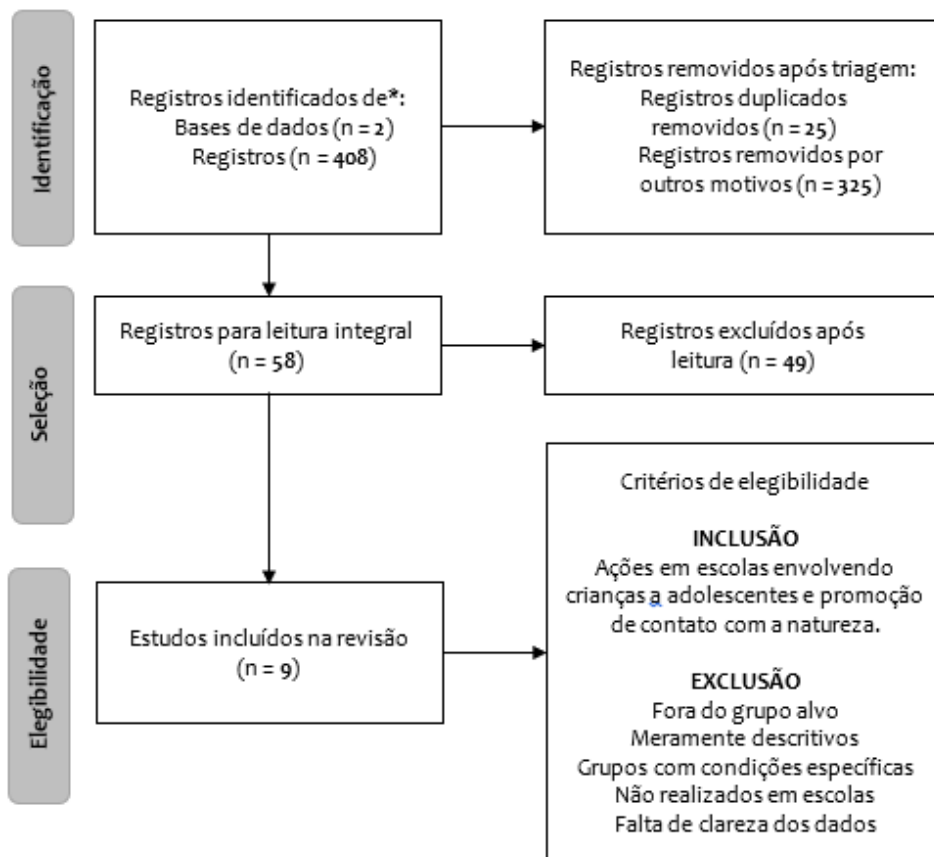 Identificação
Registros identificados de*:
Bases de dados (n = 2)
Registros (n = 408)
Registros removidos após triagem:
Registros duplicados
removidos (n = 25)
Registros removidos por
outros motivos (n = 325)
Seleção
Registros para leitura integral
(n = 58)
Registros excluídos após
leitura (n = 49)
Elegibilidade
Estudos incluídos na revisão
(n = 9)
Critérios de elegibilidade
INCLUSÃO
Ações em escolas envolvendo
crianças a adolescentes e promoção
de contato com a natureza.
EXCLUSÃO
Fora do grupo alvo
Meramente descritivos
Grupos com condições específicas
Não realizados em escolas
Falta de clareza dos dados